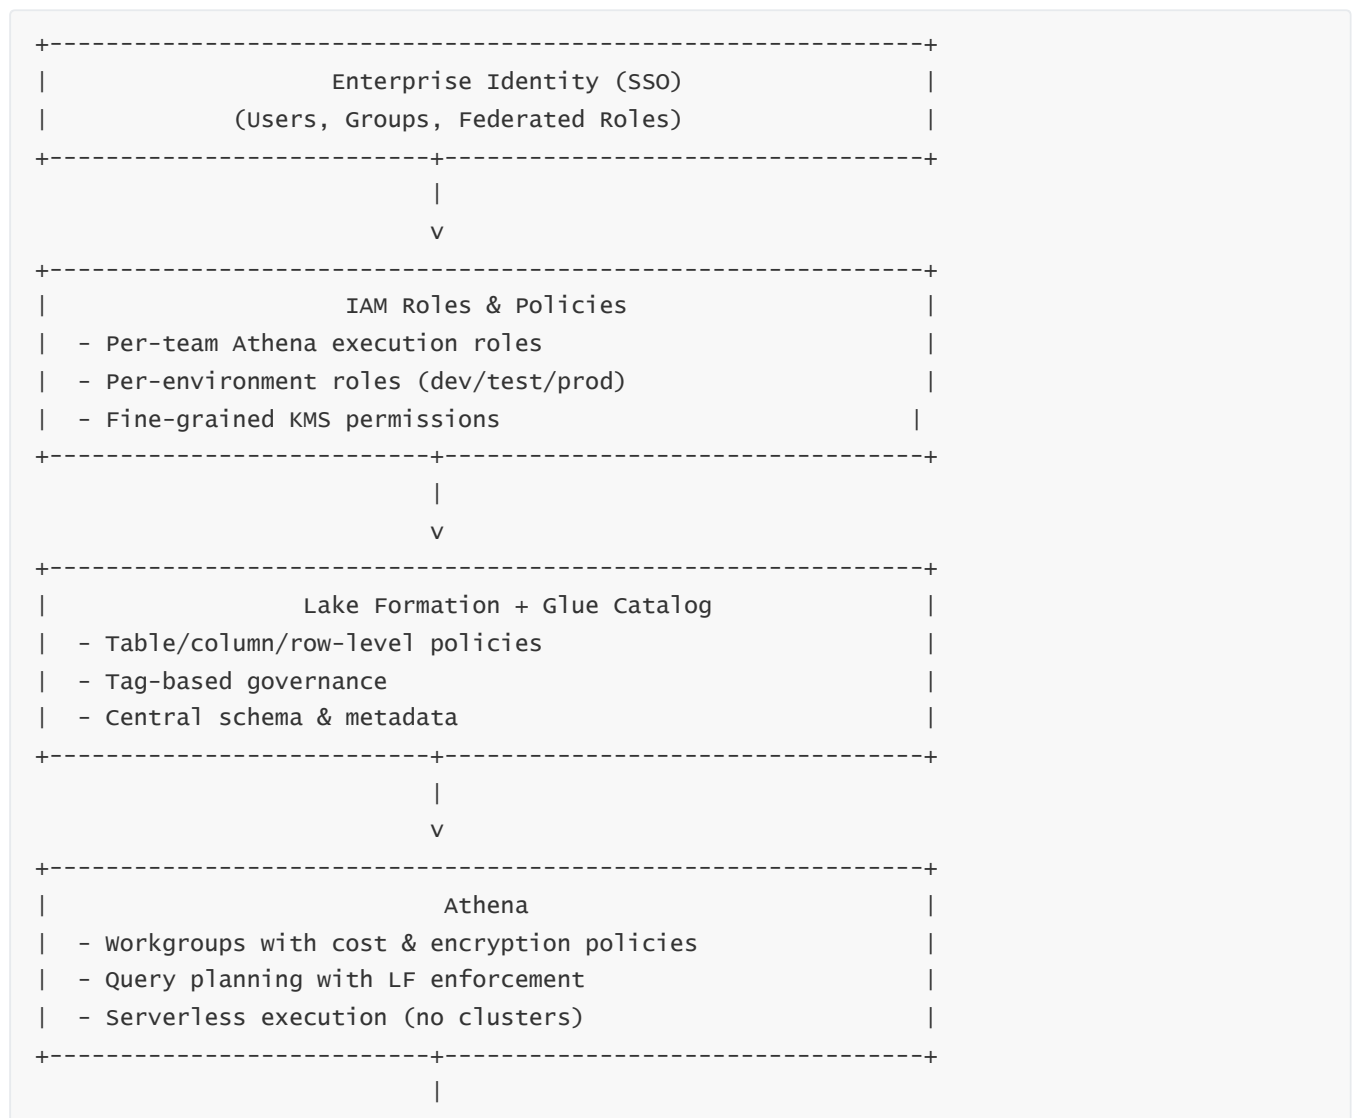 +--------------------------------------------------------------+
|                    Enterprise Identity (SSO)                 |
|             (Users, Groups, Federated Roles)                 |
+---------------------------+----------------------------------+
                            |
                            v
+--------------------------------------------------------------+
|                     IAM Roles & Policies                     |
|  - Per-team Athena execution roles                           |
|  - Per-environment roles (dev/test/prod)                     |
|  - Fine-grained KMS permissions                             |
+---------------------------+----------------------------------+
                            |
                            v
+--------------------------------------------------------------+
|                  Lake Formation + Glue Catalog               |
|  - Table/column/row-level policies                           |
|  - Tag-based governance                                      |
|  - Central schema & metadata                                 |
+---------------------------+----------------------------------+
                            |
                            v
+--------------------------------------------------------------+
|                            Athena                            |
|  - Workgroups with cost & encryption policies                |
|  - Query planning with LF enforcement                        |
|  - Serverless execution (no clusters)                        |
+---------------------------+----------------------------------+
                            |